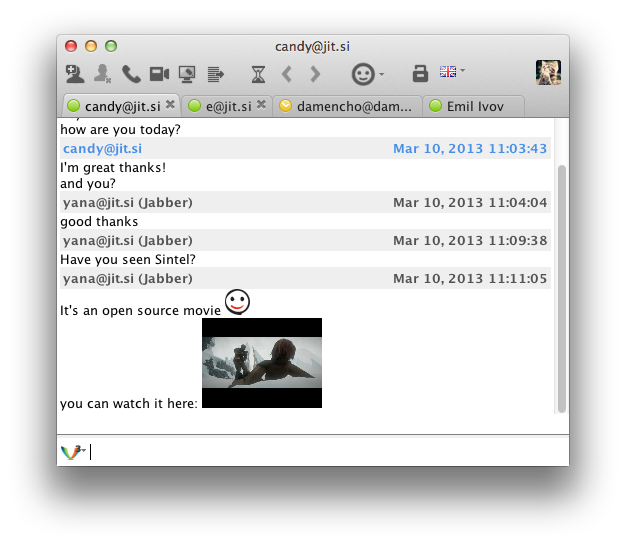 candy@jit.si
candy@jit.si e@jit.si damencho@dam... Emil Ivov
how are you today?
candy@jit.si Mar 10, 2013 11:03:43
I'm great thanks!
and you?
yana@jit.si (Jabber) Mar 10, 2013 11:04:04
good thanks
yana@jit.si (Jabber) Mar 10, 2013 11:09:38
Have you seen Sintel?
yana@jit.si (Jabber) Mar 10, 2013 11:11:05
It's an open source movie
you can watch it here: